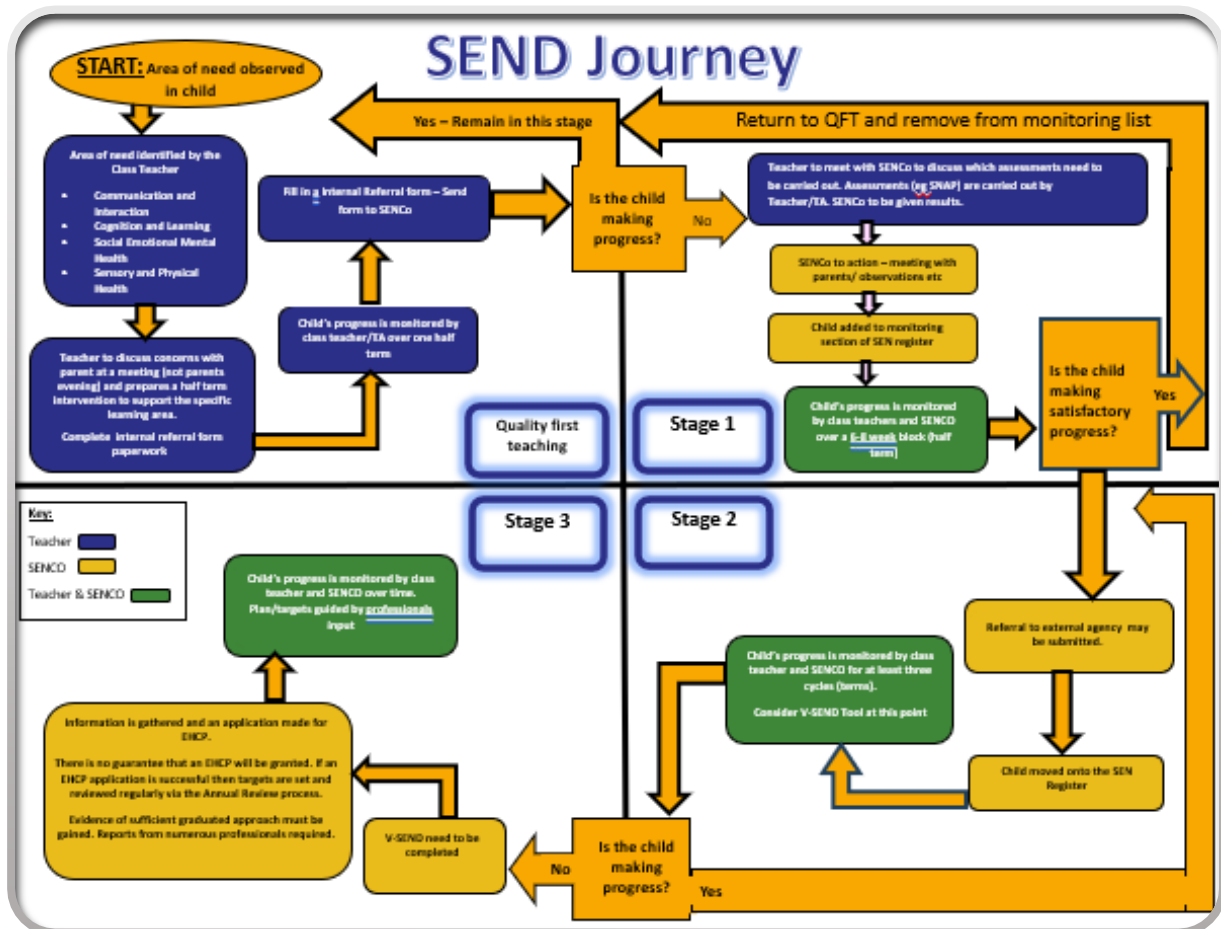 SEND Journey
START: Area of need observed
in child
Area of need identified by the
Class Teacher
• Communication and
Interaction
• Cognition and Learning
• Social Emotional Mental
Health
• Sensory and Physical
Health
Teacher to discuss concerns with
parent at a meeting (not parents
evening) and prepares a half term
intervention to support the specific
learning area.
Complete internal referral form
paperwork
Child's progress is monitored by
class teacher/TA over one half
term
Fill in a Internal Referral form – Send
form to SENCo
Yes – Remain in this stage
Is the child
making
progress?
No
Quality first
teaching
Return to QFT and remove from monitoring list
Teacher to meet with SENCo to discuss which assessments need to
be carried out. Assessments (eg SNAP) are carried out by
Teacher/TA. SENCo to be given results.
SENCo to action – meeting with
parents/ observations etc
Child added to monitoring
section of SEN register
Child's progress is monitored
by class teachers and SENCO
over a 6-8 week block (half
term)
Is the child
making
satisfactory
progress?
Yes
Stage 1
Stage 2
Referral to external agency may
be submitted.
Child moved onto the SEN
Register
Child's progress is monitored by class
teacher and SENCO for at least three
cycles (terms).
Consider V-SEND Tool at this point
Is the child
making
progress?
Yes
No
Stage 3
V-SEND need to be
completed
Information is gathered and an application made for
EHCP.
There is no guarantee that an EHCP will be granted. If an
EHCP application is successful then targets are set and
reviewed regularly via the Annual Review process.
Evidence of sufficient graduated approach must be
gained. Reports from numerous professionals required.
Child's progress is monitored by class
teacher and SENCO over time.
Plan/targets guided by professionals
input
Key:
Teacher
SENCO
Teacher & SENCO